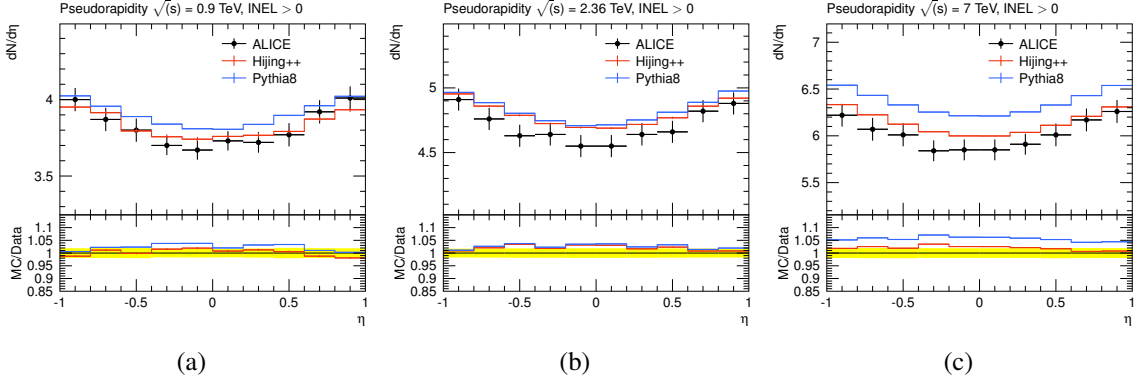 Pseudorapidity √(s) = 0.9 TeV, INEL > 0
dN/dη
ALICE
Hijing++
Pythia8
4
3.5
MC/Data
1.1
1.05
1
0.95
0.9
0.85
-1 -0.5 0 0.5 1
η
(a)
Pseudorapidity √(s) = 2.36 TeV, INEL > 0
dN/dη
ALICE
Hijing++
Pythia8
5
4.5
MC/Data
1.1
1.05
1
0.95
0.9
0.85
-1 -0.5 0 0.5 1
η
(b)
Pseudorapidity √(s) = 7 TeV, INEL > 0
dN/dη
ALICE
Hijing++
Pythia8
7
6.5
6
5.5
MC/Data
1.1
1.05
1
0.95
0.9
0.85
-1 -0.5 0 0.5 1
η
(c)